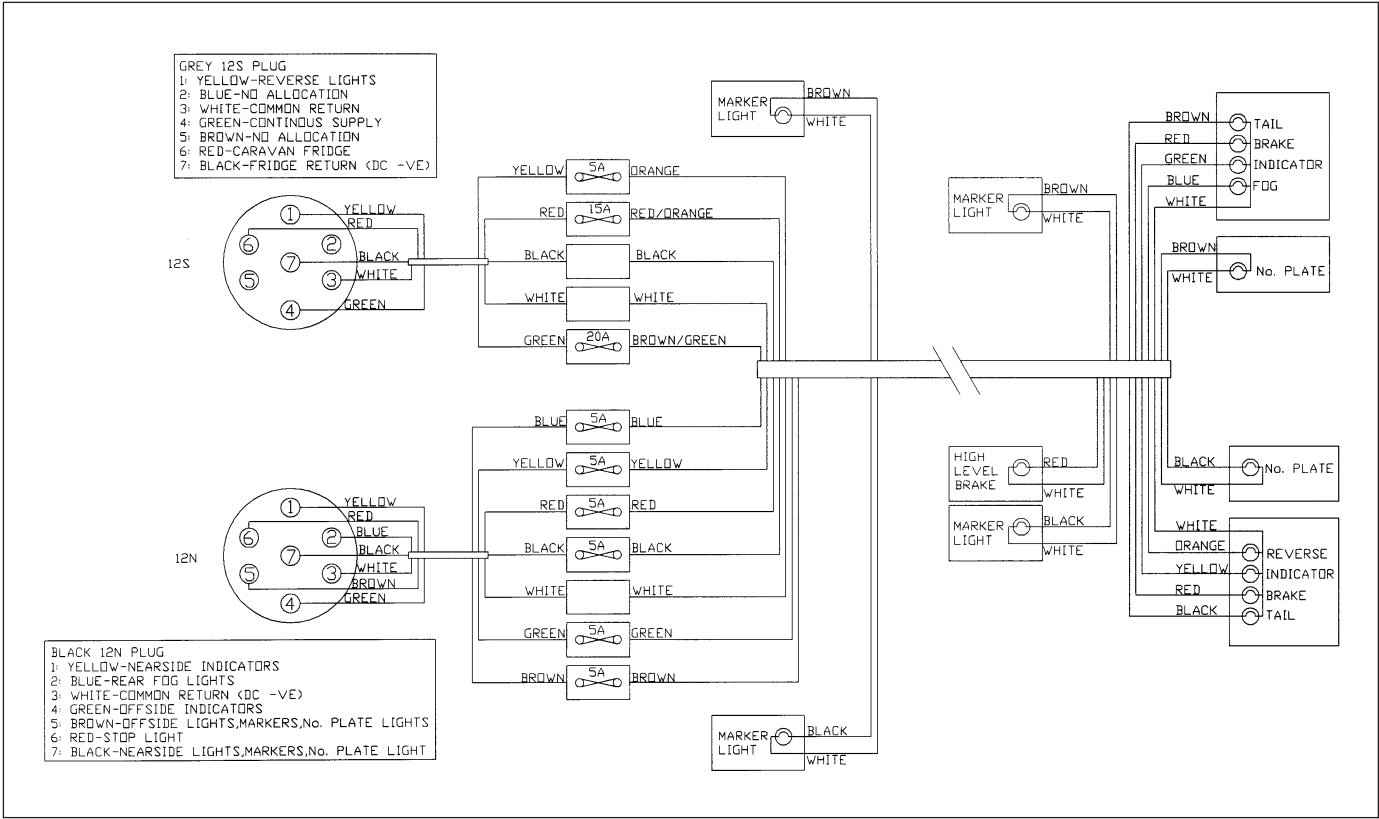 GREY 12S PLUG
1: YELLOW-REVERSE LIGHTS
2: BLUE-NO ALLOCATION
3: WHITE-COMMON RETURN
4: GREEN-CONTINOUS SUPPLY
5: BROWN-NO ALLOCATION
6: RED-CARAVAN FRIDGE
7: BLACK-FRIDGE RETURN (DC -VE)
12S
1
2
3
4
5
6
7
YELLOW
RED
BLACK
WHITE
GREEN
YELLOW 5A ORANGE
RED 15A RED/ORANGE
BLACK BLACK
WHITE WHITE
GREEN 20A BROWN/GREEN
BLUE 5A BLUE
YELLOW 5A YELLOW
RED 5A RED
BLACK 5A BLACK
WHITE WHITE
GREEN 5A GREEN
BROWN 5A BROWN
12N
1
2
3
4
5
6
7
YELLOW
RED
BLUE
BLACK
WHITE
BROWN
GREEN
BLACK 12N PLUG
1: YELLOW-NEARSIDE INDICATORS
2: BLUE-REAR FOG LIGHTS
3: WHITE-COMMON RETURN (DC -VE)
4: GREEN-OFFSIDE INDICATORS
5: BROWN-OFFSIDE LIGHTS,MARKERS,No. PLATE LIGHTS
6: RED-STOP LIGHT
7: BLACK-NEARSIDE LIGHTS,MARKERS,No. PLATE LIGHT
MARKER
LIGHT
BROWN
WHITE
MARKER
LIGHT
BLACK
WHITE
MARKER
LIGHT
BROWN
WHITE
HIGH
LEVEL
BRAKE
RED
WHITE
MARKER
LIGHT
BLACK
WHITE
BROWN TAIL
RED BRAKE
GREEN INDICATOR
BLUE FOG
WHITE
BROWN
WHITE No. PLATE
BLACK No. PLATE
WHITE
WHITE
ORANGE REVERSE
YELLOW INDICATOR
RED BRAKE
BLACK TAIL